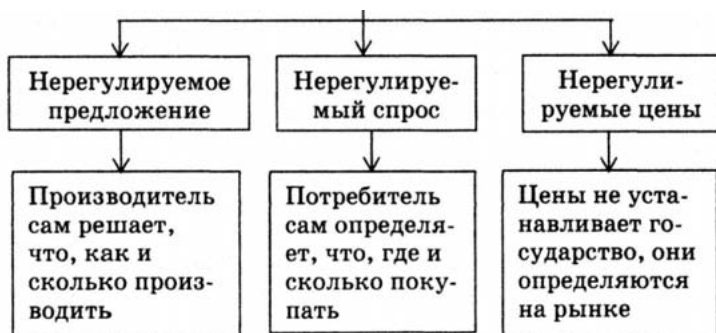 Нерегулируемое
предложение
Нерегулируе-
мый спрос
Нерегули-
руемые цены
Производитель
сам решает,
что, как и
сколько произ-
водить
Потребитель
сам определя-
ет, что, где и
сколько поку-
пать
Цены не уста-
навливает го-
сударство, они
определяются
на рынке